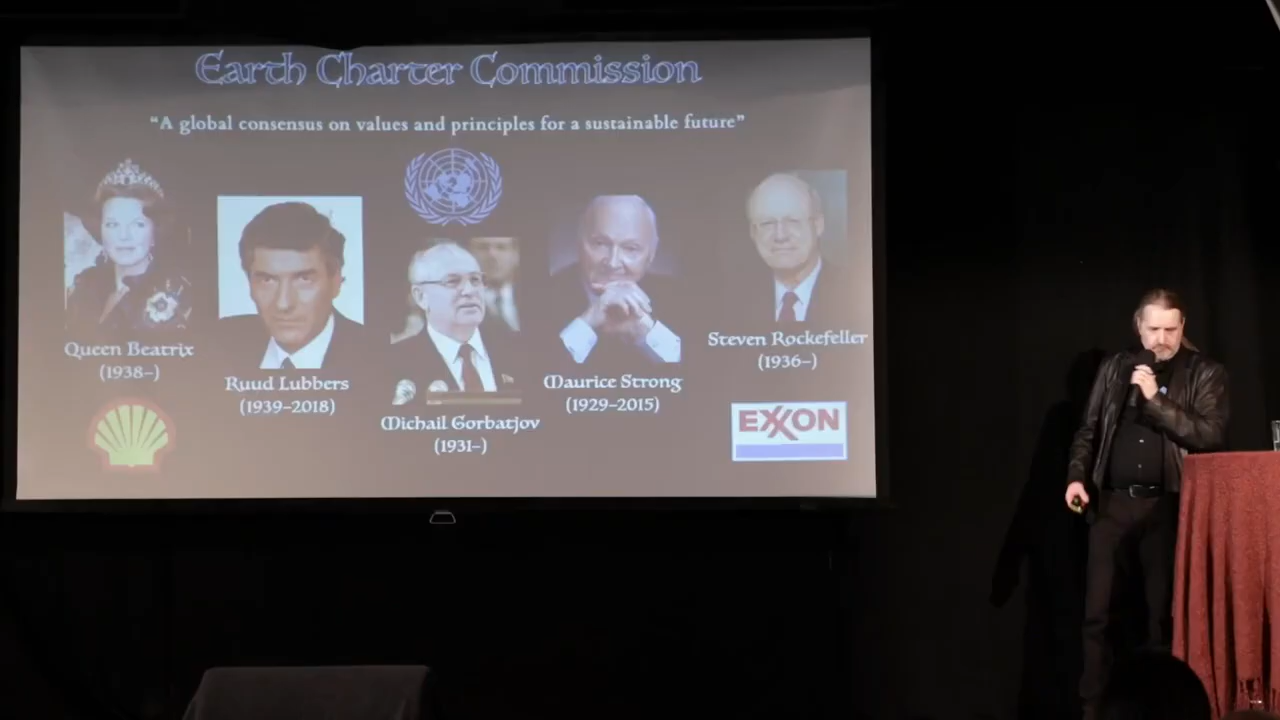 Earth Charter Commission
“A global consensus on values and principles for a sustainable future”
Queen Beatrix
(1938–)
Ruud Lubbers
(1939–2018)
Michail Gorbatjov
(1931–)
Maurice Strong
(1929–2015)
Steven Rockefeller
(1936–)
EXXON